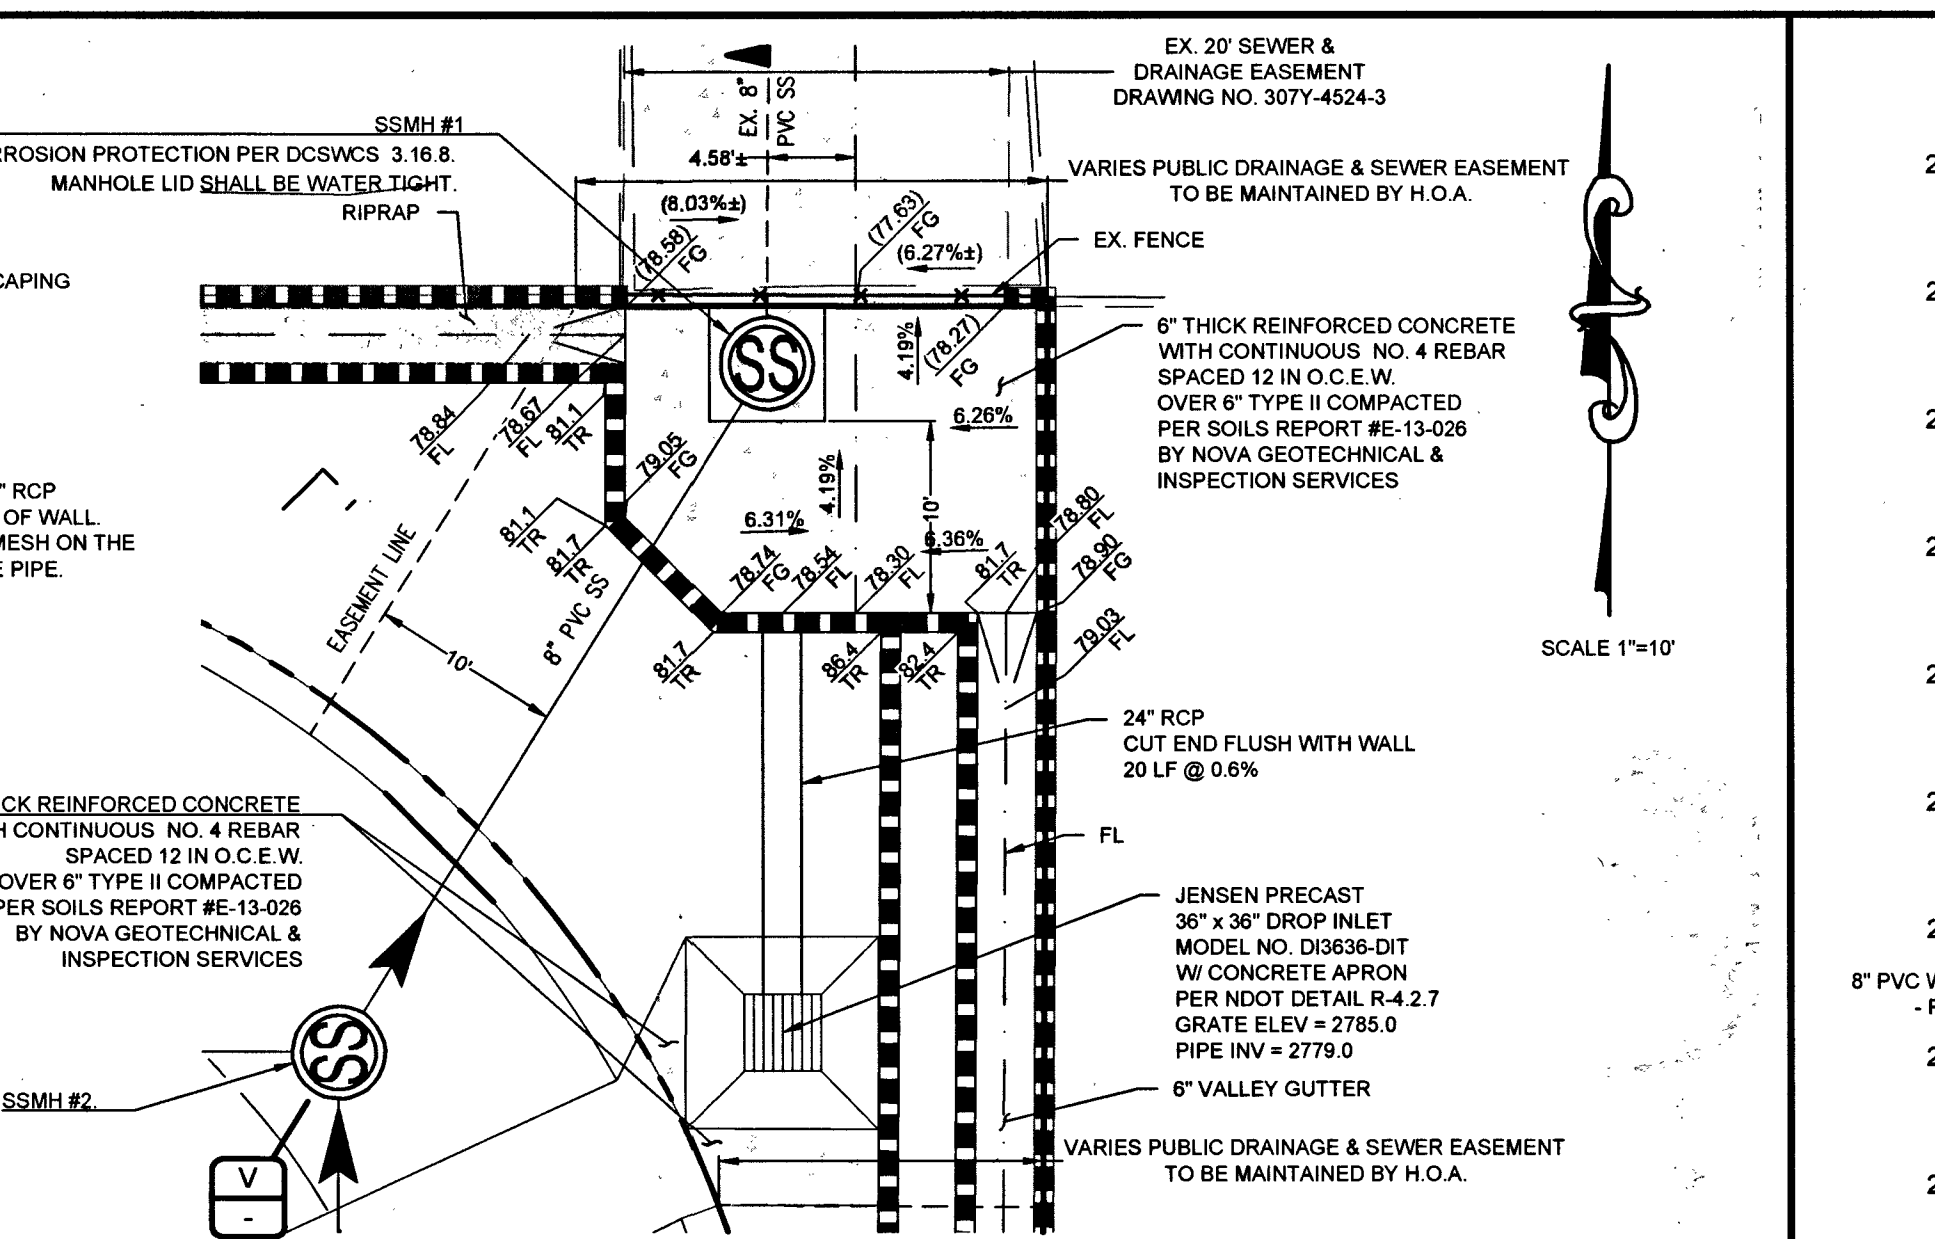 EX. 20' SEWER &
DRAINAGE EASEMENT
DRAWING NO. 307Y-4524-3
EX. 8"
PVC SS
4.58'±
SSMH #1
RROSION PROTECTION PER DCSWCS 3.16.8.
MANHOLE LID SHALL BE WATER TIGHT.
RIPRAP
VARIES PUBLIC DRAINAGE & SEWER EASEMENT
TO BE MAINTAINED BY H.O.A.
(8.03%±)
(78.58)
FG
(77.63)
FG
(6.27%±)
EX. FENCE
CAPING
SS
4.19%
(78.27)
FG
6" THICK REINFORCED CONCRETE
WITH CONTINUOUS NO. 4 REBAR
SPACED 12 IN O.C.E.W.
OVER 6" TYPE II COMPACTED
PER SOILS REPORT #E-13-026
BY NOVA GEOTECHNICAL &
INSPECTION SERVICES
6.26%
78.84
FL
78.67
FL
81.1
TR
79.05
FG
" RCP
OF WALL.
MESH ON THE
E PIPE.
4.19%
10'
6.31%
6.36%
81.1
TR
81.7
TR
78.74
FG
78.54
FL
78.30
FL
81.7
TR
78.80
FL
78.90
FG
79.03
FL
EASEMENT LINE
10'
8" PVC SS
81.7
TR
86.4
TR
82.4
TR
SCALE 1"=10'
24" RCP
CUT END FLUSH WITH WALL
20 LF @ 0.6%
FL
CK REINFORCED CONCRETE
H CONTINUOUS NO. 4 REBAR
SPACED 12 IN O.C.E.W.
OVER 6" TYPE II COMPACTED
PER SOILS REPORT #E-13-026
BY NOVA GEOTECHNICAL &
INSPECTION SERVICES
JENSEN PRECAST
36" x 36" DROP INLET
MODEL NO. DI3636-DIT
W/ CONCRETE APRON
PER NDOT DETAIL R-4.2.7
GRATE ELEV = 2785.0
PIPE INV = 2779.0
6" VALLEY GUTTER
SS
SSMH #2.
V
-
VARIES PUBLIC DRAINAGE & SEWER EASEMENT
TO BE MAINTAINED BY H.O.A.
2
2
2
2
2
2
2
8" PVC W
- F
2
2